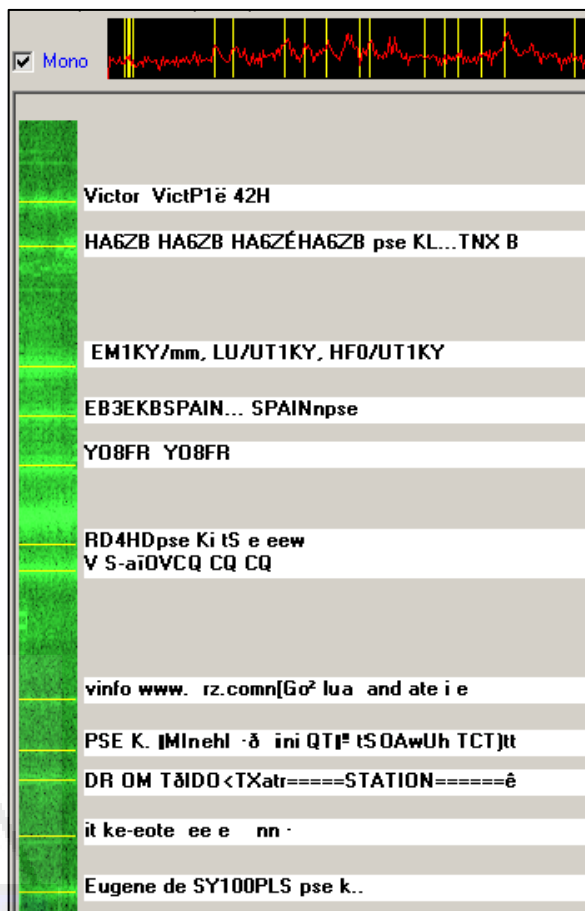 Mono
Victor VictP1ë 42H
HA6ZB HA6ZB HA6ZÉHA6ZB pse KL...TNX B
EM1KY/mm, LU/UT1KY, HF0/UT1KY
EB3EKBSPAIN... SPAINnpse
YO8FR YO8FR
RD4HDpse Ki tS e eew
V S-aïOVCQ CQ CQ
vinfo www. rz.comn[Go² lua and ate i e
PSE K. ini QT tSOAwUh TCT)tt
DR OM TðIDO<TXatr=====STATION======ê
it ke-eote ee e nn ·
Eugene de SY100PLS pse k..